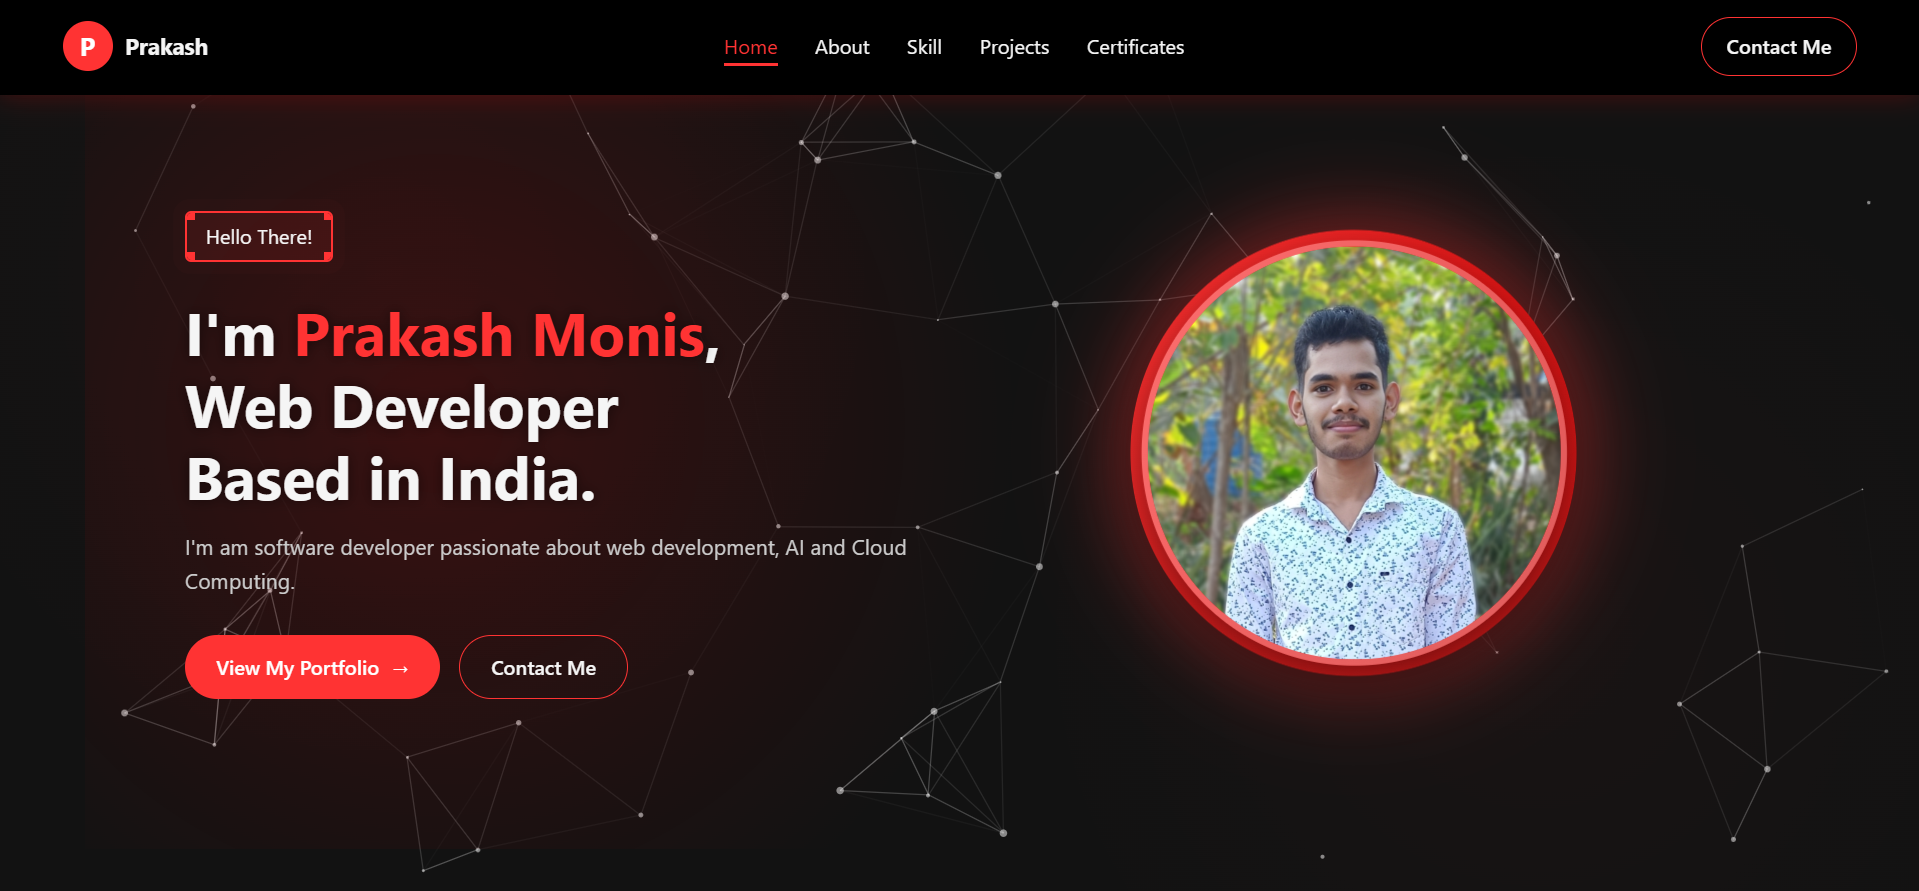 P Prakash
Home About Skill Projects Certificates
Contact Me
Hello There!
I'm Prakash Monis,
Web Developer
Based in India.
I'm am software developer passionate about web development, AI and Cloud
Computing.
View My Portfolio →
Contact Me